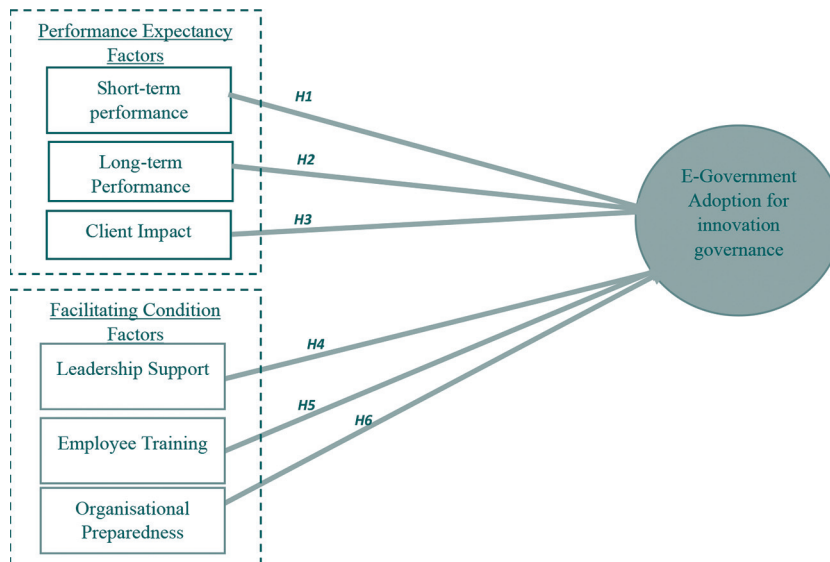 Performance Expectancy
Factors
Short-term
performance
H1
Long-term
Performance
H2
Client Impact
H3
E-Government
Adoption for
innovation
governance
Facilitating Condition
Factors
Leadership Support
H4
Employee Training
H5
H6
Organisational
Preparedness